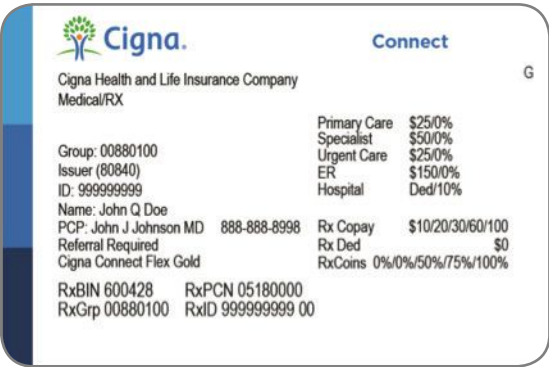 Cigna.
Connect
G
Cigna Health and Life Insurance Company
Medical/RX
Primary Care $25/0%
Specialist $50/0%
Urgent Care $25/0%
ER $150/0%
Hospital Ded/10%
Group: 00880100
Issuer (80840)
ID: 999999999
Name: John Q Doe
PCP: John J Johnson MD 888-888-8998
Referral Required
Cigna Connect Flex Gold
Rx Copay $10/20/30/60/100
Rx Ded $0
RxCoins 0%/0%/50%/75%/100%
RxBIN 600428 RxPCN 05180000
RxGrp 00880100 RxID 999999999 00